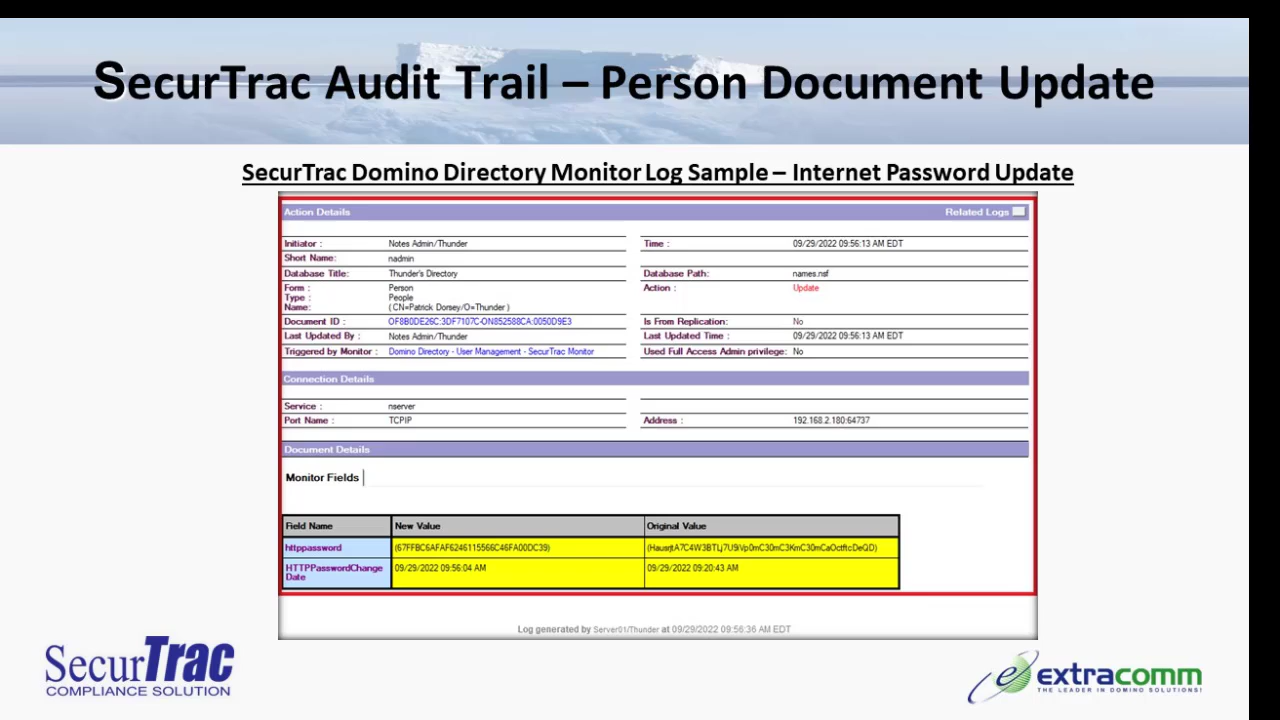 SecurTrac Audit Trail – Person Document Update
SecurTrac Domino Directory Monitor Log Sample – Internet Password Update
Action Details Related Logs
Initiator : Notes Admin/Thunder Time : 09/29/2022 09:56:13 AM EDT
Short Name: nadmin
Database Title: Thunder's Directory Database Path: names.nsf
Form : Person Action : Update
Type : People
Name: ( CN=Patrick Dorsey/O=Thunder )
Document ID : OF8B0DE26C:3DF7107C-ON852588CA:0050D9E3 Is From Replication: No
Last Updated By : Notes Admin/Thunder Last Updated Time : 09/29/2022 09:56:13 AM EDT
Triggered by Monitor : Domino Directory - User Management - SecurTrac Monitor Used Full Access Admin privilege: No
Connection Details
Service : nserver
Port Name : TCPIP Address : 192.168.2.180:64737
Document Details
Monitor Fields
Field Name New Value Original Value
httppassword (67FFBC6AFAF6246115566C46FA00DC39)
HTTPPasswordChange 09/29/2022 09:56:04 AM 09/29/2022 09:20:43 AM
Date
Log generated by Server01/Thunder at 09/29/2022 09:56:36 AM EDT
SecurTrac
COMPLIANCE SOLUTION
extracomm
THE LEADER IN DOMINO SOLUTIONS!